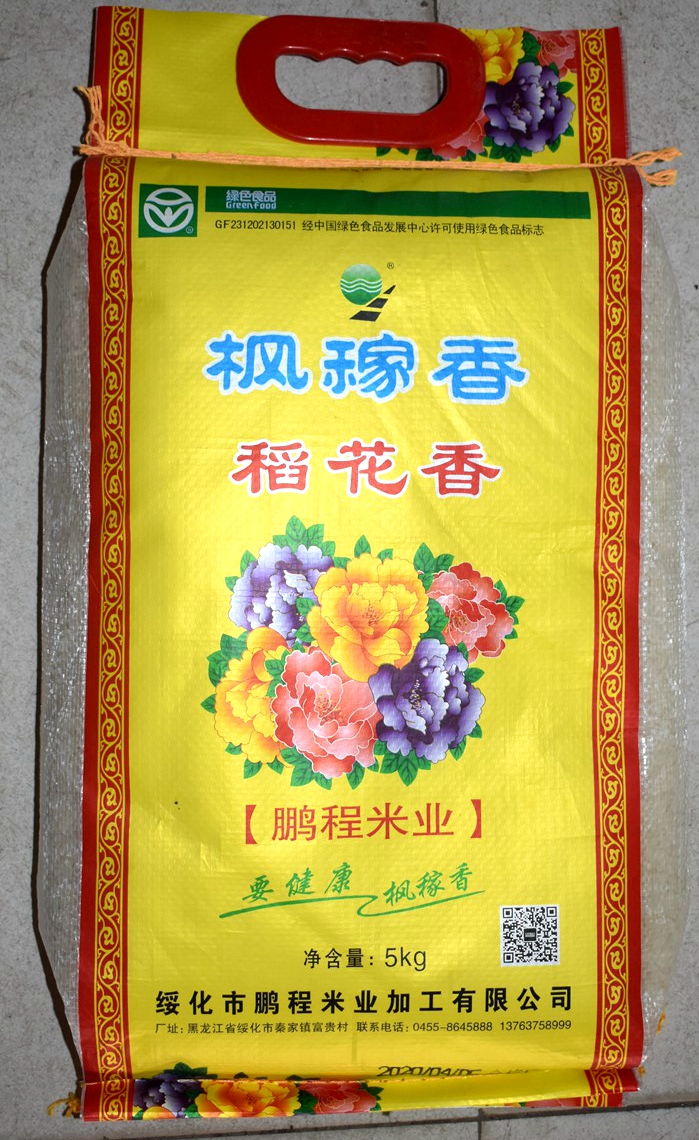 绿色食品
GreenFood
®
GF231202130151 经中国绿色食品发展中心许可使用绿色食品标志
®
枫稼香
稻花香
【鹏程米业】
要健康 枫稼香
净含量：5kg
绥化市鹏程米业加工有限公司
厂址：黑龙江省绥化市秦家镇富贵村 联系电话：0455-8645888 13763758999